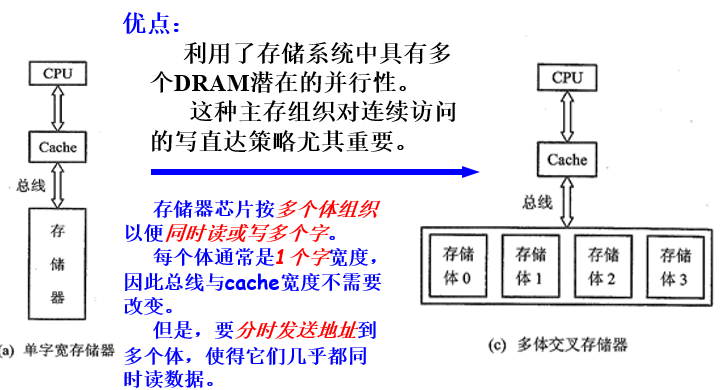 优点：
利用了存储系统中具有多
个DRAM潜在的并行性。
这种主存组织对连续访问
的写直达策略尤其重要。
CPU
Cache
总线
存
储
器
(a) 单字宽存储器
存储器芯片按多个体组织
以便同时读或写多个字。
每个体通常是1个字宽度，
因此总线与cache宽度不需要
改变。
但是，要分时发送地址到
多个体，使得它们几乎都同
时读数据。
CPU
Cache
总线
存储 存储 存储 存储
体0 体1 体2 体3
(c) 多体交叉存储器